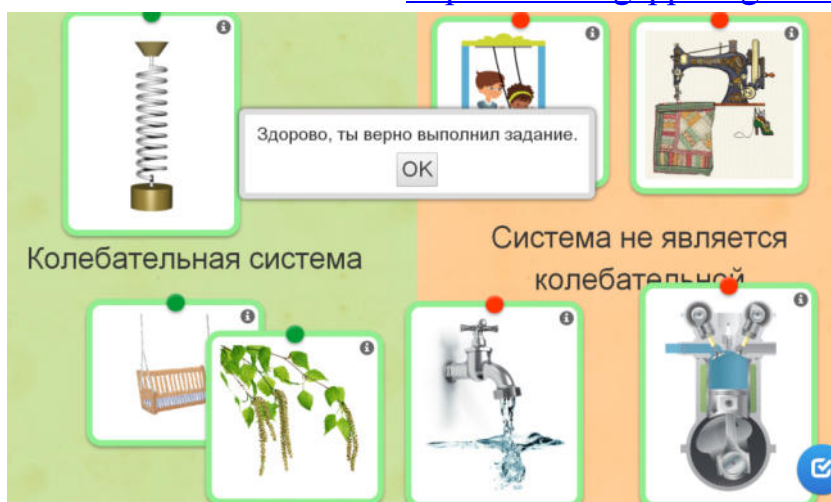 Здорово, ты верно выполнил задание.
OK
Колебательная система
Система не является
колебательной